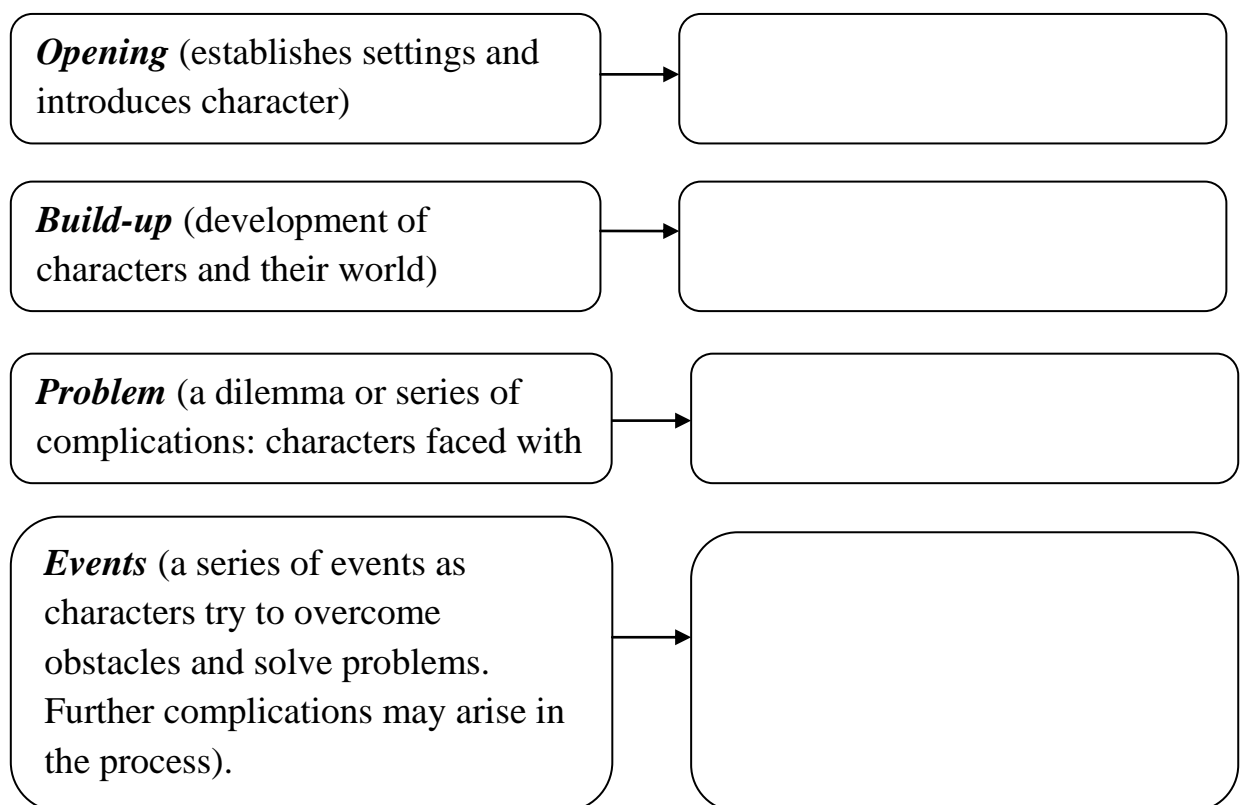 Opening (establishes settings and
introduces character)
Build-up (development of
characters and their world)
Problem (a dilemma or series of
complications: characters faced with
Events (a series of events as
characters try to overcome
obstacles and solve problems.
Further complications may arise in
the process).